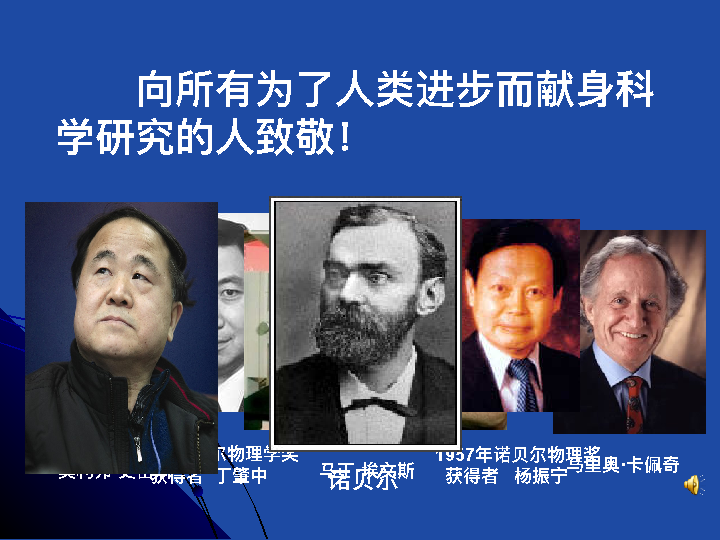 向所有为了人类进步而献身科
学研究的人致敬！
尔物理学奖
获得者 丁肇中
诺贝尔
1957年诺贝尔物理奖
获得者 杨振宁
马里奥·卡佩奇